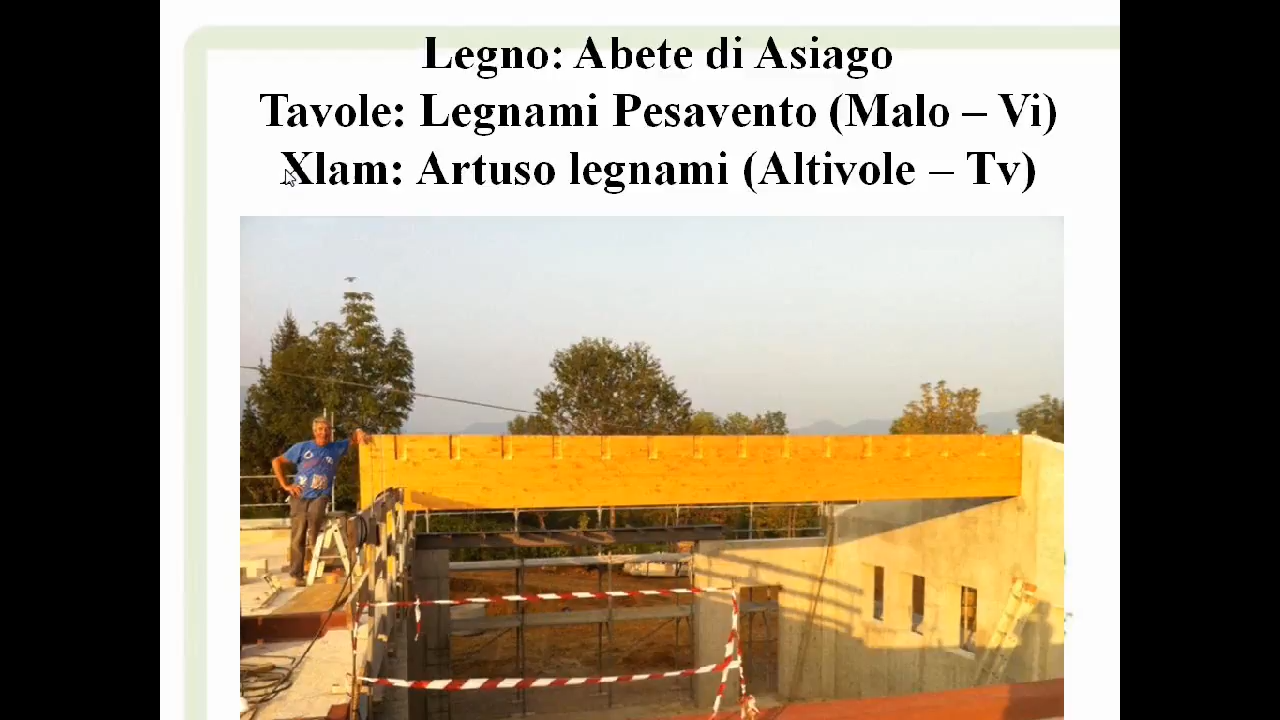 Legno: Abete di Asiago
Tavole: Legnami Pesavento (Malo – Vi)
Xlam: Artuso legnami (Altivole – Tv)